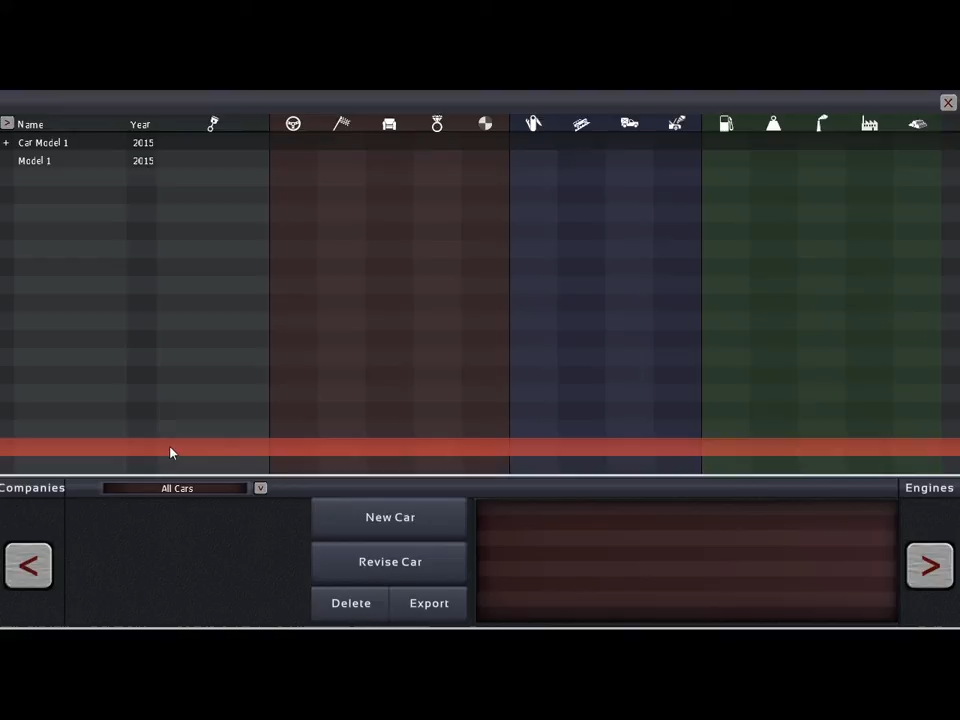 > Name Year
+ Car Model 1 2015
Model 1 2015
Companies All Cars v Engines
New Car
< Revise Car >
Delete Export